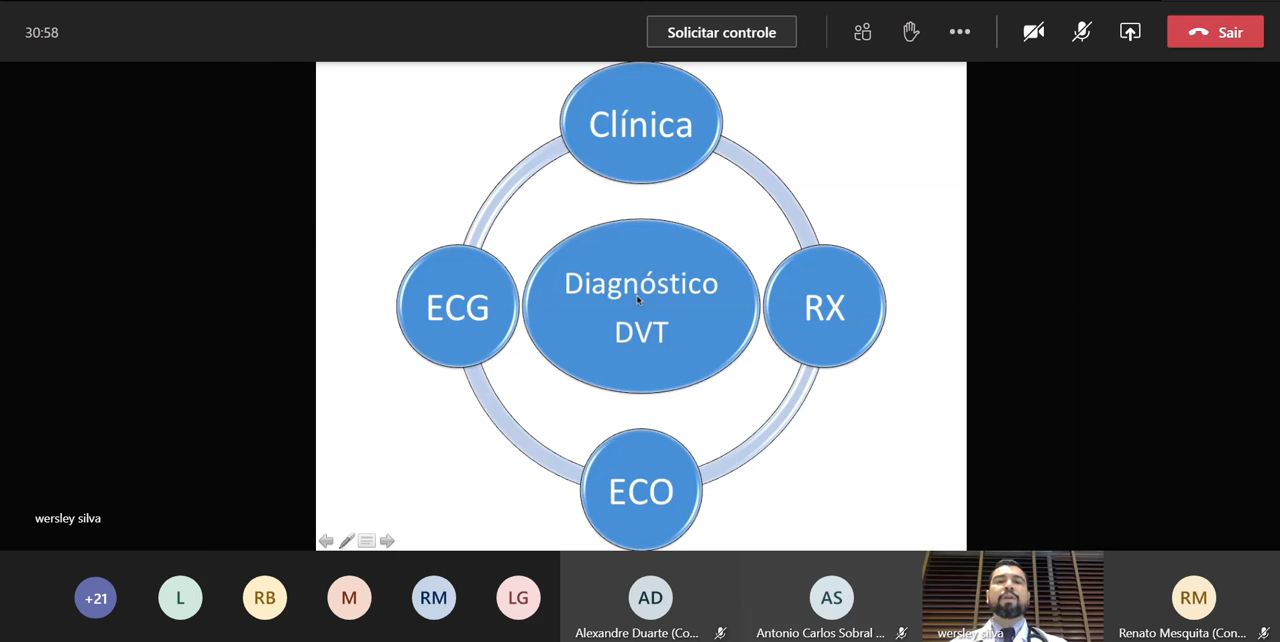 30:58
Solicitar controle
Sair
Clínica
Diagnóstico
DVT
ECG
RX
ECO
wersley silva
+21
L
RB
M
RM
LG
AD
Alexandre Duarte (Co...
AS
Antonio Carlos Sobral ...
wersley silva
RM
Renato Mesquita (Con...